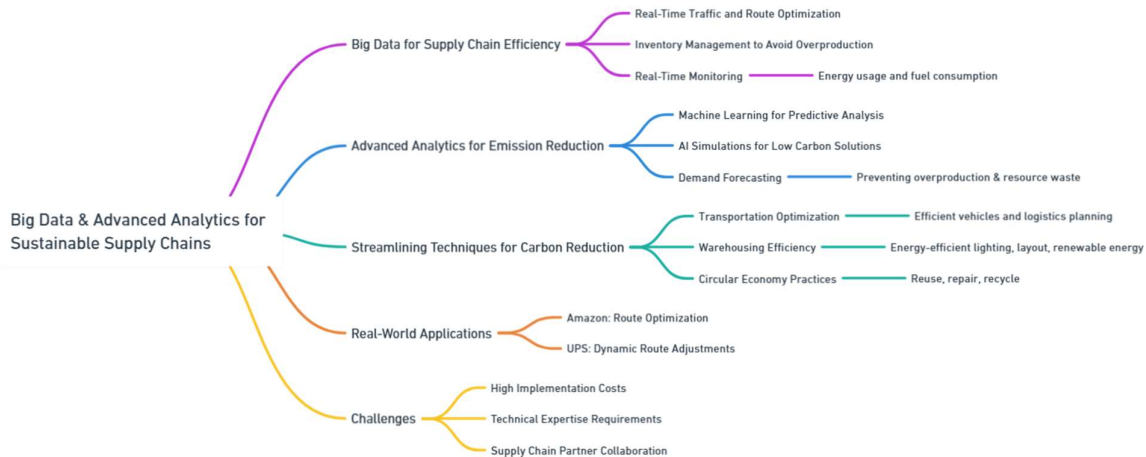 Big Data & Advanced Analytics for
Sustainable Supply Chains
Big Data for Supply Chain Efficiency
Real-Time Traffic and Route Optimization
Inventory Management to Avoid Overproduction
Real-Time Monitoring
Energy usage and fuel consumption
Advanced Analytics for Emission Reduction
Machine Learning for Predictive Analysis
AI Simulations for Low Carbon Solutions
Demand Forecasting
Preventing overproduction & resource waste
Streamlining Techniques for Carbon Reduction
Transportation Optimization
Efficient vehicles and logistics planning
Warehousing Efficiency
Energy-efficient lighting, layout, renewable energy
Circular Economy Practices
Reuse, repair, recycle
Real-World Applications
Amazon: Route Optimization
UPS: Dynamic Route Adjustments
Challenges
High Implementation Costs
Technical Expertise Requirements
Supply Chain Partner Collaboration